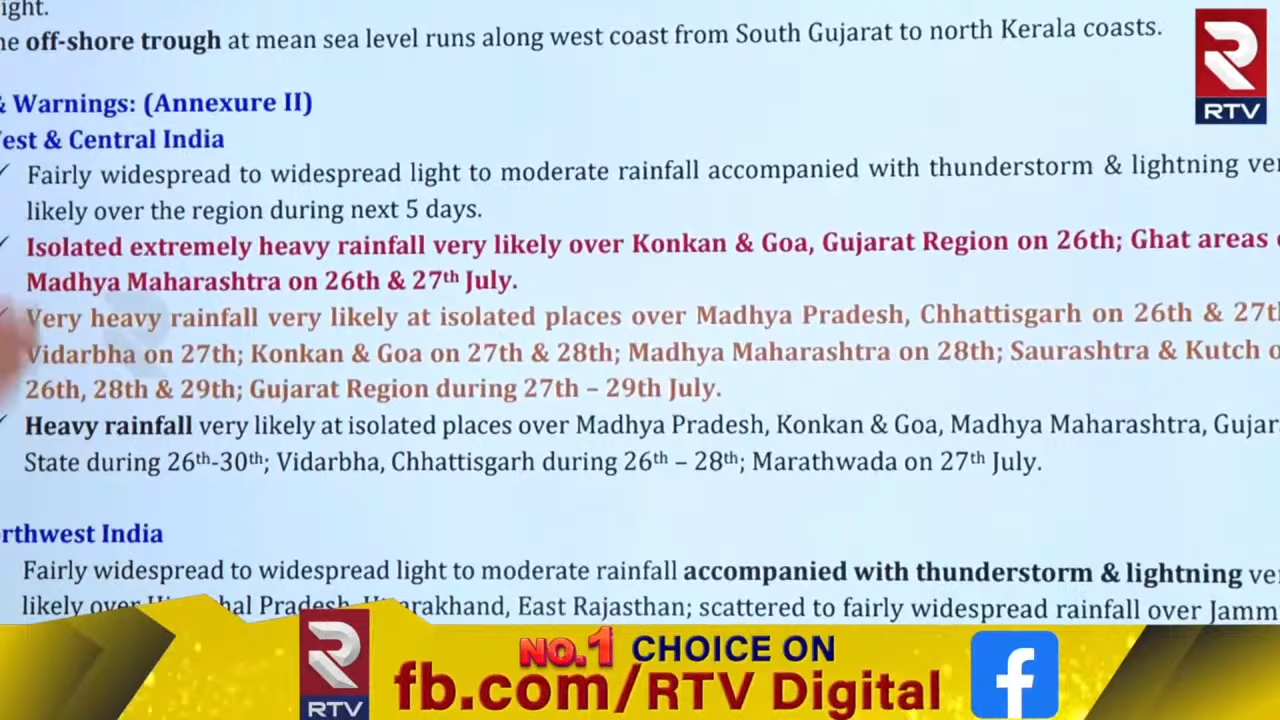 ight.
ne off-shore trough at mean sea level runs along west coast from South Gujarat to north Kerala coasts.
RTV
& Warnings: (Annexure II)
est & Central India
✓ Fairly widespread to widespread light to moderate rainfall accompanied with thunderstorm & lightning ver
likely over the region during next 5 days.
✓ Isolated extremely heavy rainfall very likely over Konkan & Goa, Gujarat Region on 26th; Ghat areas
Madhya Maharashtra on 26th & 27th July.
✓ Very heavy rainfall very likely at isolated places over Madhya Pradesh, Chhattisgarh on 26th & 27t
Vidarbha on 27th; Konkan & Goa on 27th & 28th; Madhya Maharashtra on 28th; Saurashtra & Kutch o
26th, 28th & 29th; Gujarat Region during 27th – 29th July.
✓ Heavy rainfall very likely at isolated places over Madhya Pradesh, Konkan & Goa, Madhya Maharashtra, Gujar
State during 26th-30th; Vidarbha, Chhattisgarh during 26th – 28th; Marathwada on 27th July.
rthwest India
Fairly widespread to widespread light to moderate rainfall accompanied with thunderstorm & lightning ve
likely over Pradesh, East Rajasthan; scattered to fairly widespread rainfall over Jamm
NO.1 CHOICE ON
fb.com/RTV Digital
RTV
f